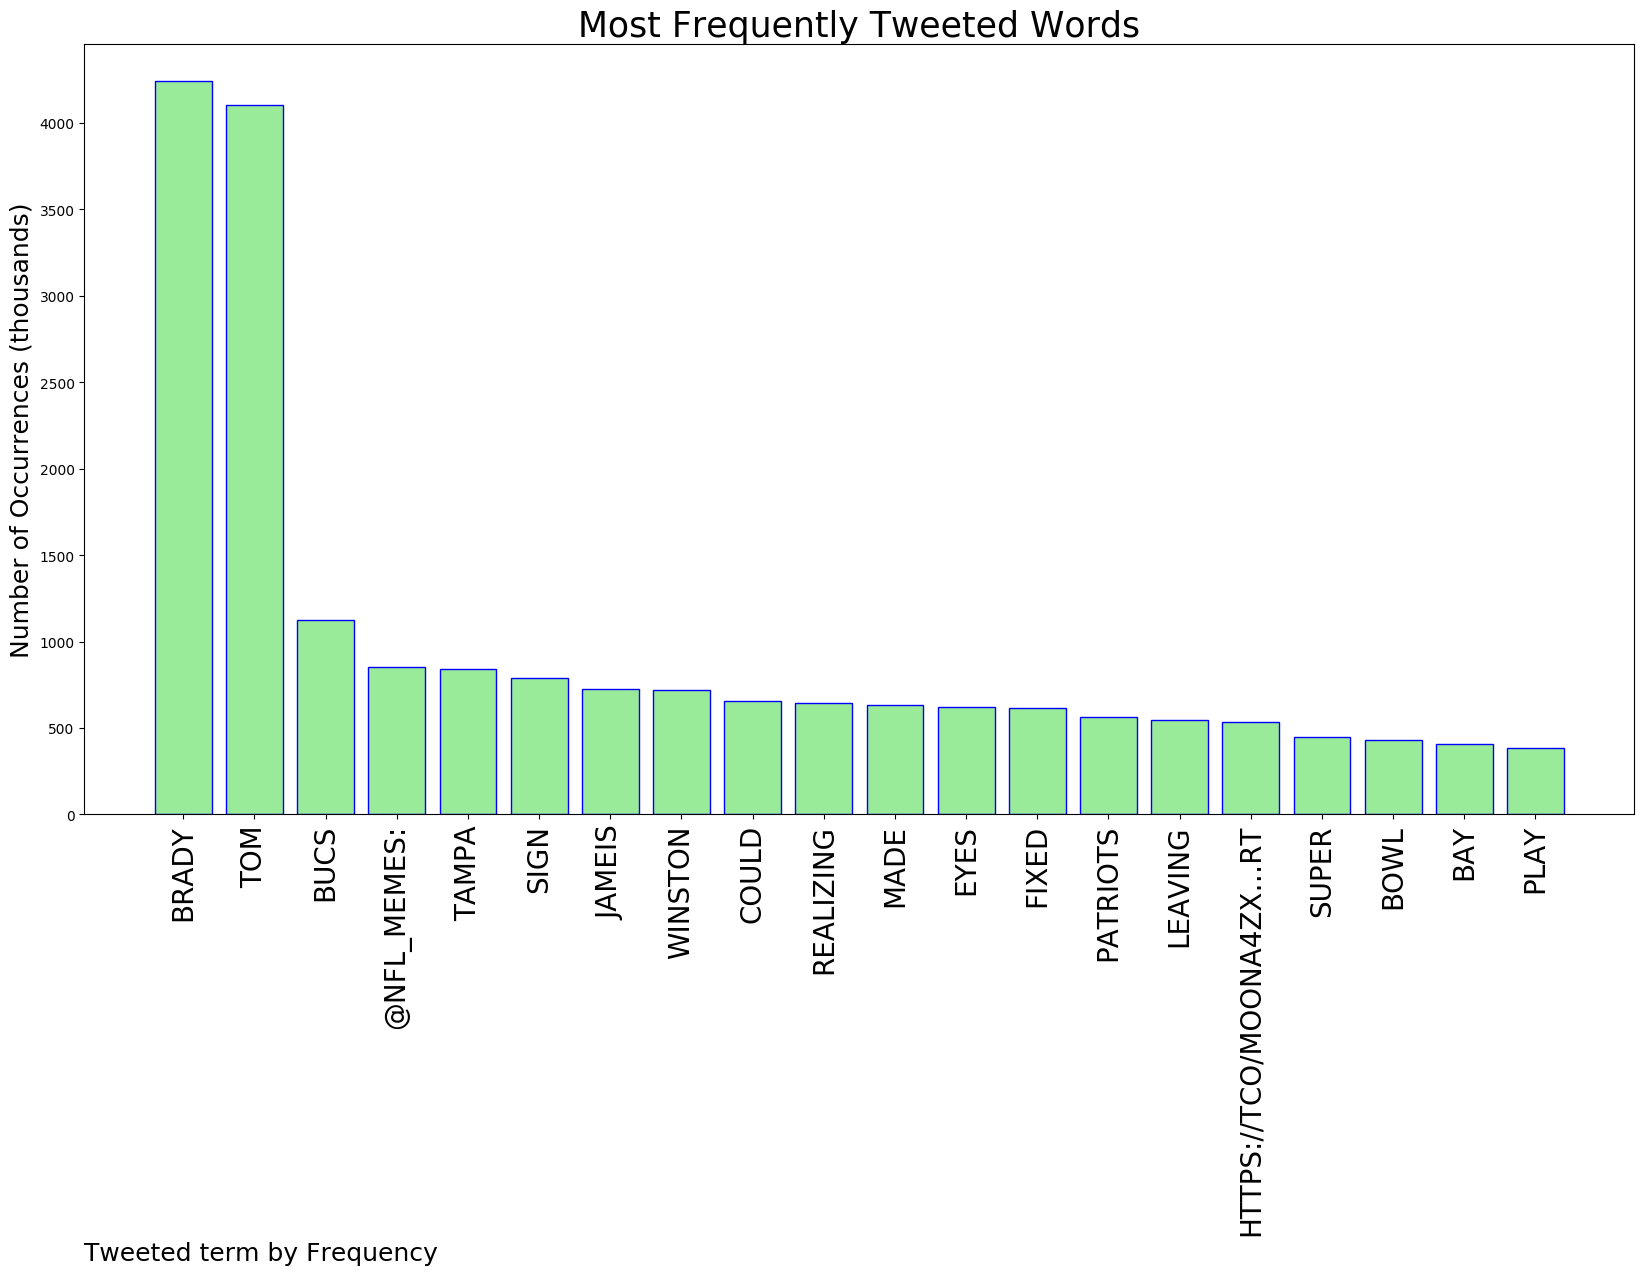 Most Frequently Tweeted Words
Number of Occurrences (thousands)
4000
3500
3000
2500
2000
1500
1000
500
0
BRADY
TOM
BUCS
@NFL_MEMES:
TAMPA
SIGN
JAMEIS
WINSTON
COULD
REALIZING
MADE
EYES
FIXED
PATRIOTS
LEAVING
HTTPS://TCO/MOONA4ZX…RT
SUPER
BOWL
BAY
PLAY
Tweeted term by Frequency